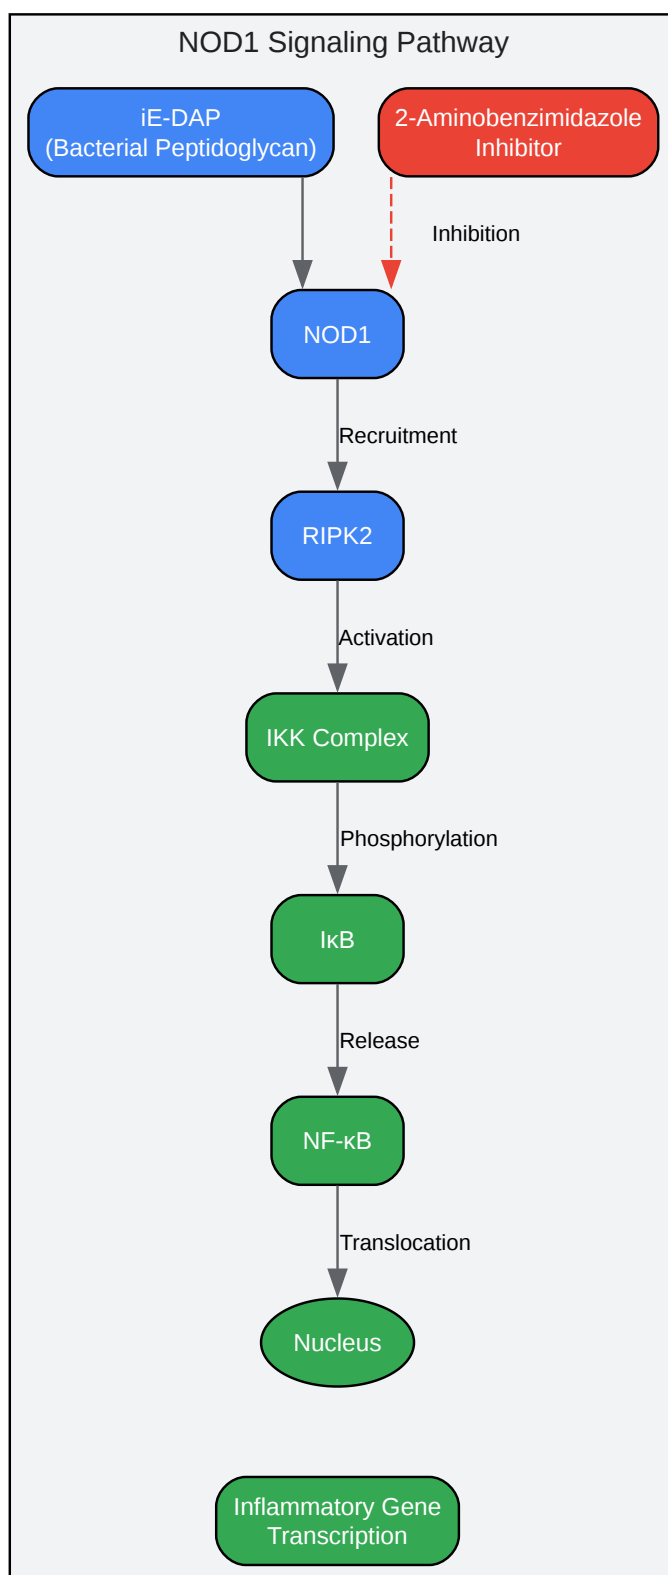 NOD1 Signaling Pathway
iE-DAP
(Bacterial Peptidoglycan)
2-Aminobenzimidazole
Inhibitor
Inhibition
NOD1
Recruitment
RIPK2
Activation
IKK Complex
Phosphorylation
IκB
Release
NF-κB
Translocation
Nucleus
Inflammatory Gene
Transcription